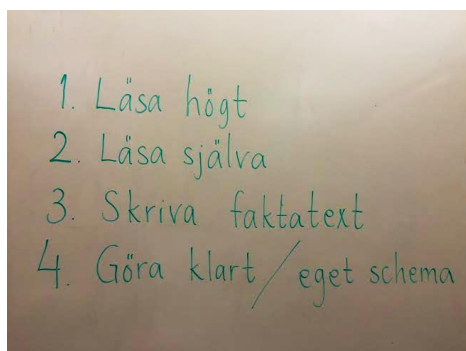 1. Läsa högt
2. Läsa själva
3. Skriva faktatext
4. Göra klart / eget schema